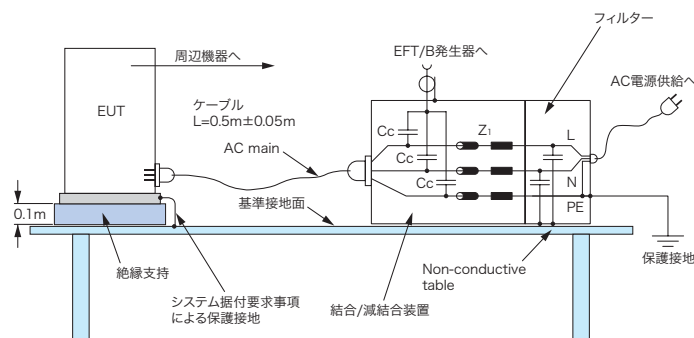 フィルター
EFT/B発生器へ
周辺機器へ
AC電源供給へ
EUT
ケーブル
L=0.5m±0.05m
Cc
Z1
L
AC main
Cc
N
Cc
PE
0.1m
基準接地面
保護接地
Non-conductive
table
絶縁支持
システム据付要求事項
による保護接地
結合/減結合装置